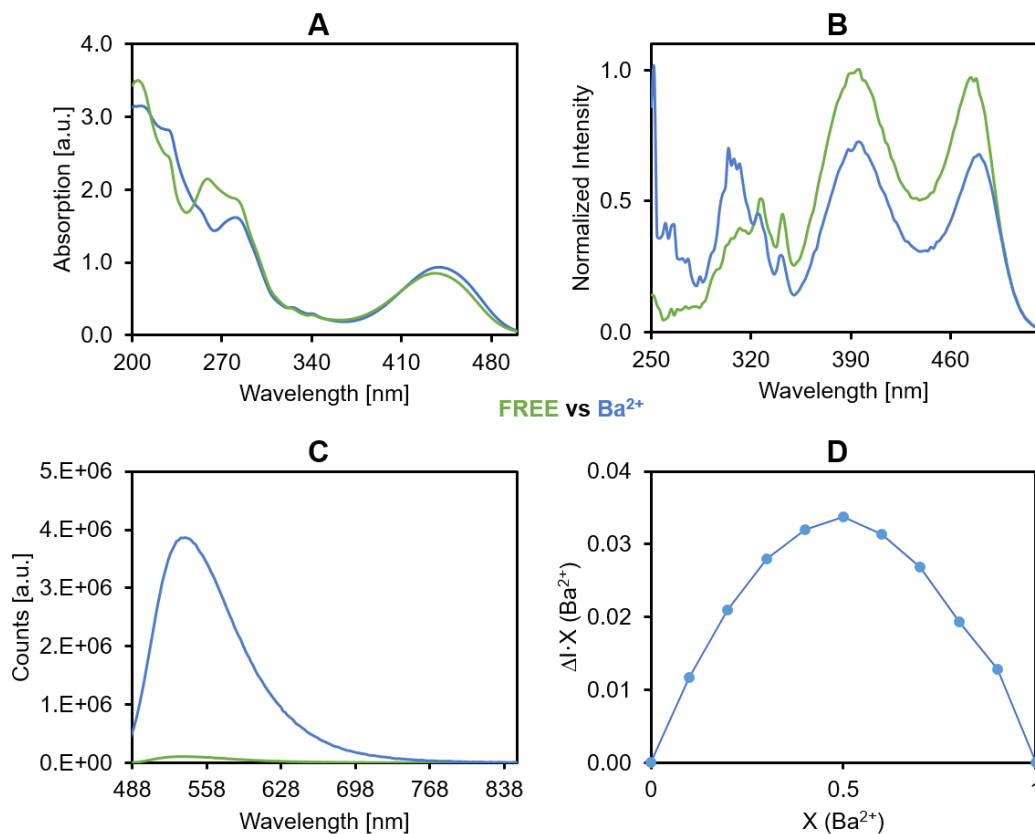 A
4.0
3.0
2.0
1.0
0.0
Absorption [a.u.]
200 270 340 410 480
Wavelength [nm]
B
1.0
0.5
0.0
Normalized Intensity
250 320 390 460
Wavelength [nm]
FREE vs Ba²⁺
C
5.E+06
4.E+06
3.E+06
2.E+06
1.E+06
0.E+00
Counts [a.u.]
488 558 628 698 768 838
Wavelength [nm]
D
0.04
0.03
0.02
0.01
0.00
ΔI·X (Ba²⁺)
0 0.5 1
X (Ba²⁺)